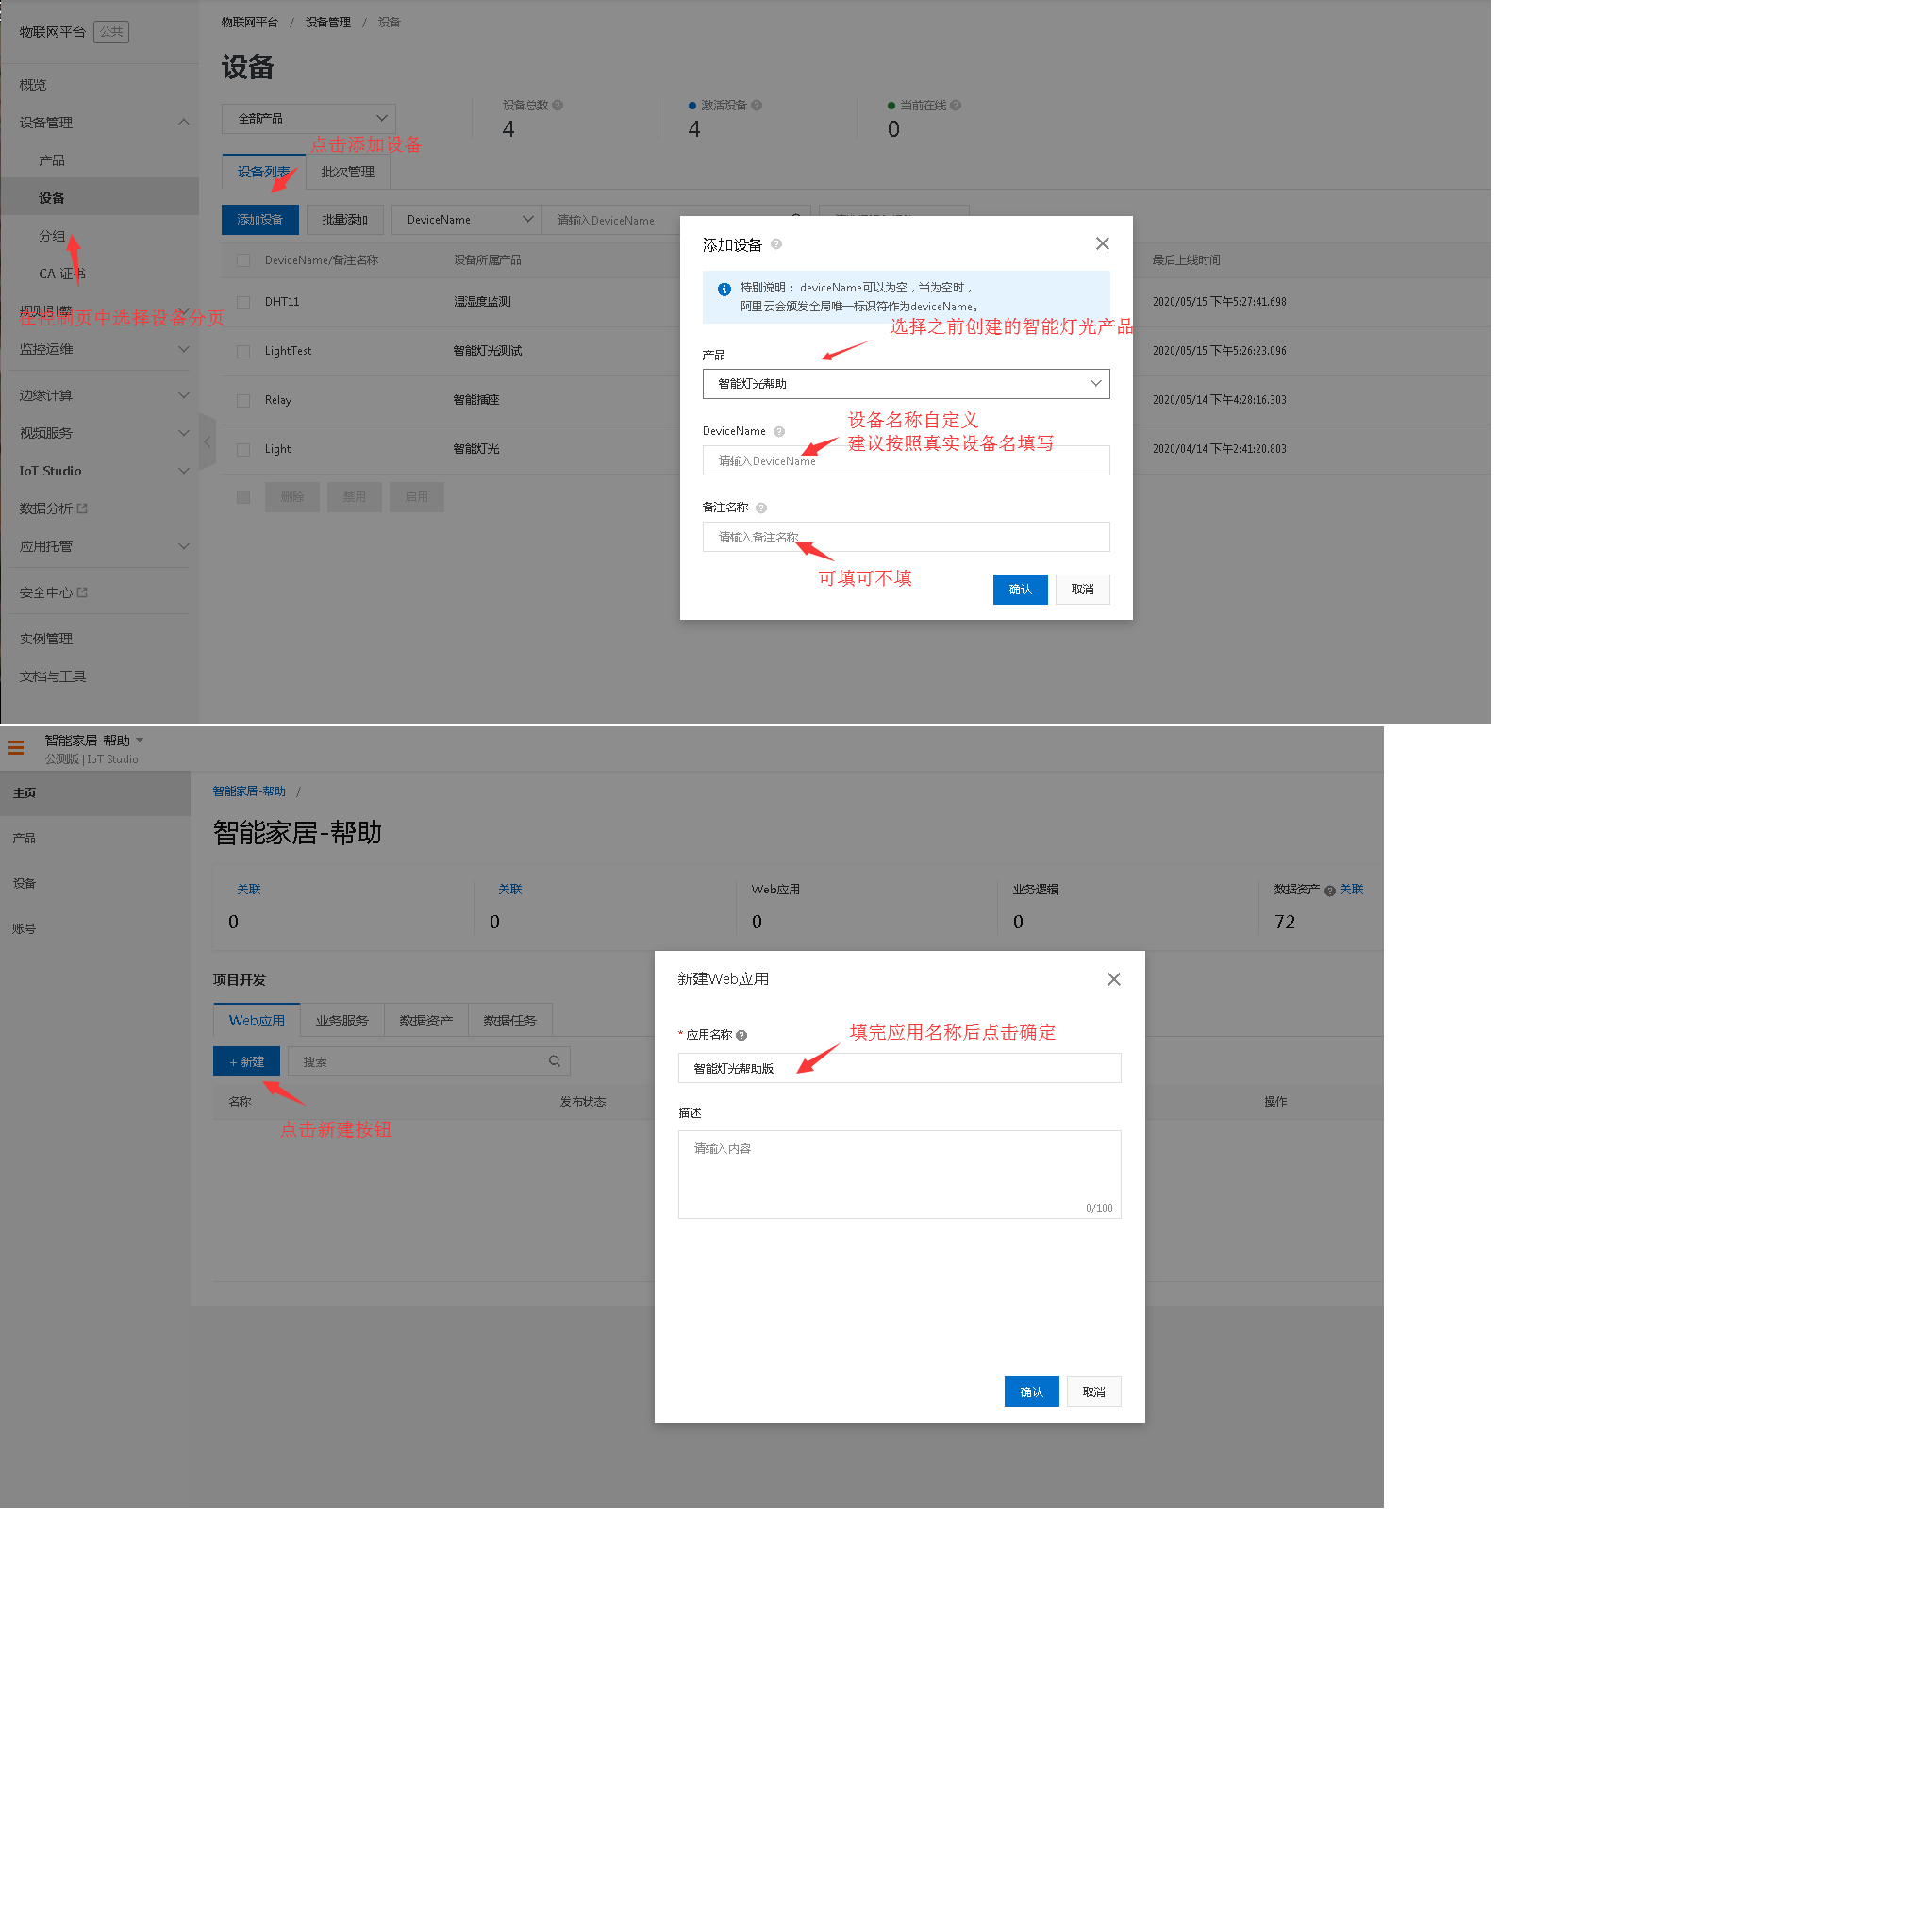 物联网平台 公共
概览
设备管理
产品
设备
分组
CA 证书
规则引擎
在控制页中选择设备分页
监控运维
边缘计算
视频服务
IoT Studio
数据分析
应用托管
安全中心
实例管理
文档与工具
物联网平台 / 设备管理 / 设备
设备
全部产品
设备总数
4
激活设备
4
当前在线
0
点击添加设备
设备列表 批次管理
添加设备 批量添加 DeviceName 请输入DeviceName
DeviceName/备注名称 设备所属产品 最后上线时间
DHT11 温湿度监测 2020/05/15 下午5:27:41.698
LightTest 智能灯光测试 2020/05/15 下午5:26:23.096
Relay 智能插座 2020/05/14 下午4:28:16.303
Light 智能灯光 2020/04/14 下午2:41:20.803
删除 禁用 启用
添加设备
特别说明： deviceName可以为空，当为空时，
阿里云会颁发全局唯一标识符作为deviceName。
选择之前创建的智能灯光产品
产品
智能灯光帮助
设备名称自定义
DeviceName
建议按照真实设备名填写
请输入DeviceName
备注名称
请输入备注名称
可填可不填
确认 取消
智能家居-帮助
公测版 | IoT Studio
主页
产品
设备
账号
智能家居-帮助 /
智能家居-帮助
关联 关联 Web应用 业务逻辑 数据资产 关联
0 0 0 0 72
项目开发
Web应用 业务服务 数据资产 数据任务
+ 新建 搜索
名称 发布状态 操作
点击新建按钮
新建Web应用
填完应用名称后点击确定
* 应用名称
智能灯光帮助版
描述
请输入内容
0/100
确认 取消